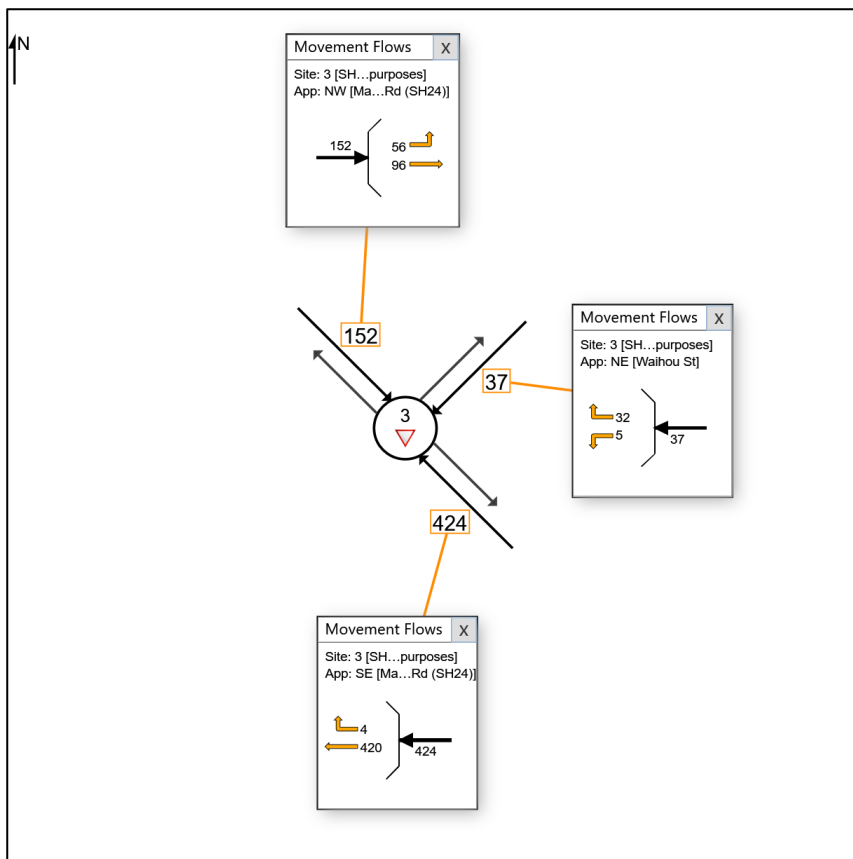 N
Movement Flows X
Site: 3 [SH...purposes]
App: NW [Ma...Rd (SH24)]
152
56
96
152
3
37
424
Movement Flows X
Site: 3 [SH...purposes]
App: NE [Waihou St]
32
5
37
Movement Flows X
Site: 3 [SH...purposes]
App: SE [Ma...Rd (SH24)]
4
420
424